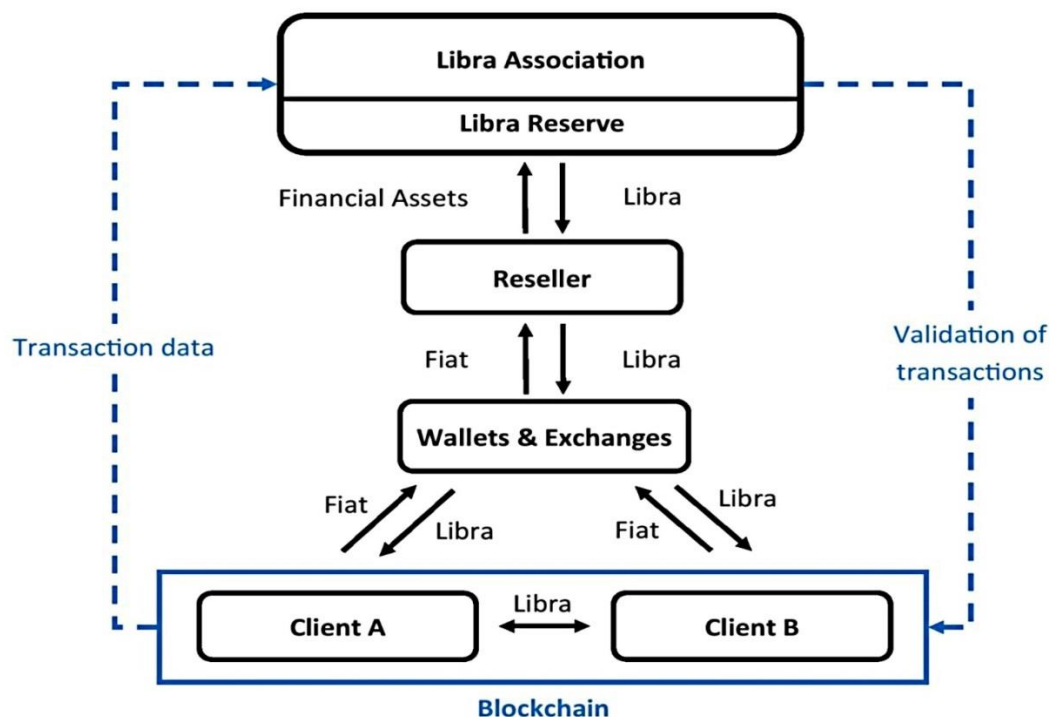 Libra Association
Libra Reserve
Financial Assets
Libra
Reseller
Transaction data
Fiat
Libra
Validation of
transactions
Wallets & Exchanges
Fiat
Libra
Fiat
Libra
Client A
Libra
Client B
Blockchain